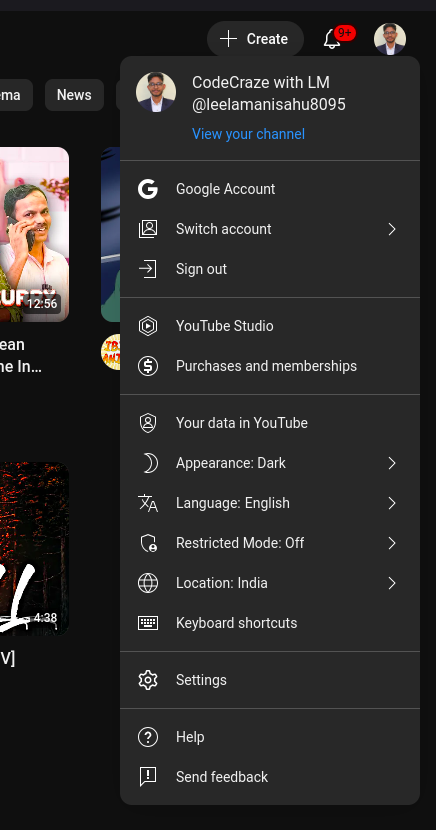 Create
9+
ema
News
CodeCraze with LM
@leelamanisahu8095
View your channel
Google Account
Switch account
Sign out
12:56
ean
ne In...
YouTube Studio
Purchases and memberships
Your data in YouTube
Appearance: Dark
Language: English
Restricted Mode: Off
Location: India
Keyboard shortcuts
4:38
V]
Settings
Help
Send feedback